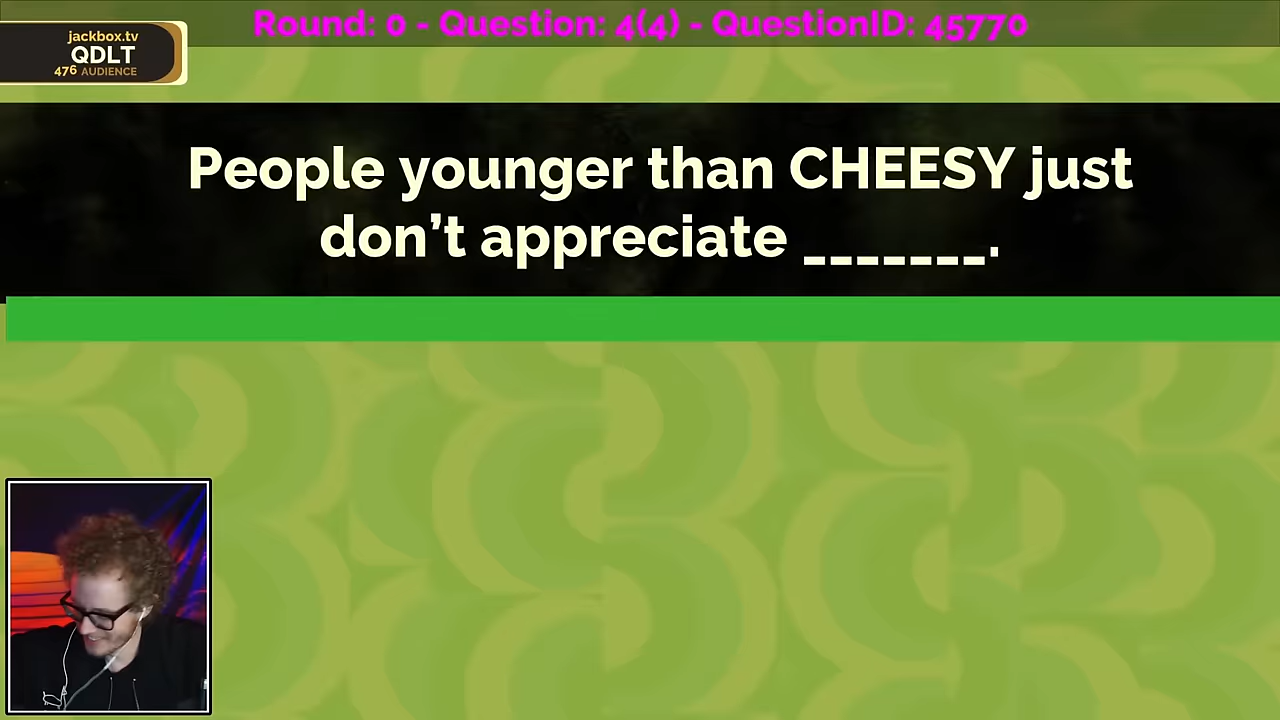 Round: 0 - Question: 4(4) - QuestionID: 45770
jackbox.tv
QDLT
476 AUDIENCE
People younger than CHEESY just
don’t appreciate _______.